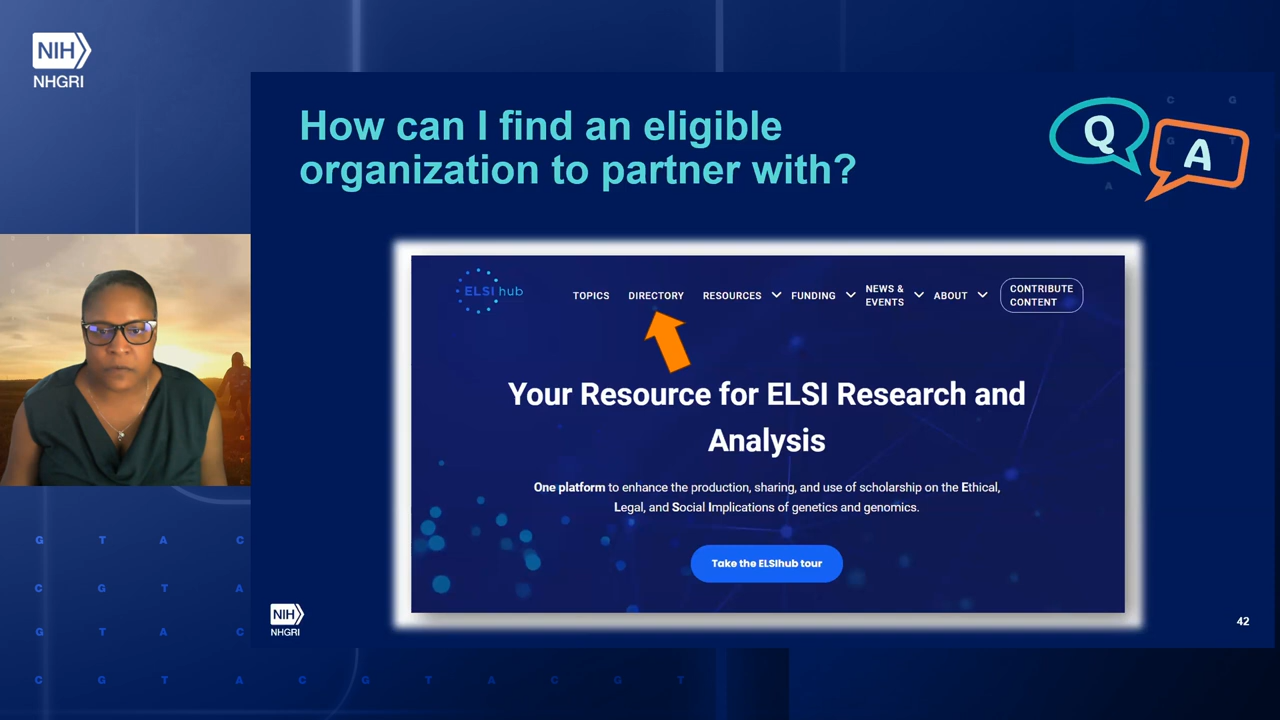 NIH
NHGRI
How can I find an eligible
organization to partner with?
Q
A
C G
G T
A
ELSI hub
TOPICS DIRECTORY RESOURCES FUNDING NEWS & EVENTS ABOUT CONTRIBUTE CONTENT
Your Resource for ELSI Research and
Analysis
One platform to enhance the production, sharing, and use of scholarship on the Ethical,
Legal, and Social Implications of genetics and genomics.
Take the ELSIhub tour
NIH
NHGRI
42
G T A C
C G T A
G T A C
C G T A C G T A C G T